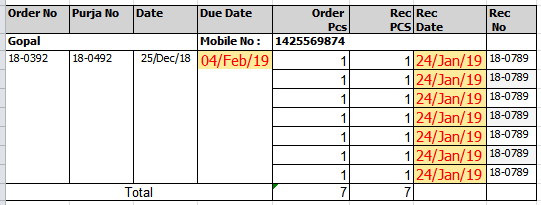 Order No Purja No Date Due Date Order Pcs Rec PCS Rec Date Rec No
Gopal Mobile No : 1425569874
18-0392 18-0492 25/Dec/18 04/Feb/19 1 1 24/Jan/19 18-0789
1 1 24/Jan/19 18-0789
1 1 24/Jan/19 18-0789
1 1 24/Jan/19 18-0789
1 1 24/Jan/19 18-0789
1 1 24/Jan/19 18-0789
1 1 24/Jan/19 18-0789
Total 7 7